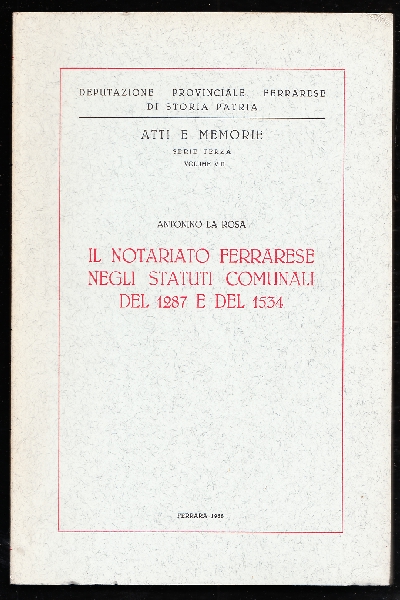 DEPUTAZIONE PROVINCIALE FERRARESE
DI STORIA PATRIA
ATTI E MEMORIE
SERIE TERZA
VOLUME
ANTONINO LA ROSA
IL NOTARIATO FERRARESE
NEGLI STATUTI COMUNALI
DEL 1287 E DEL 1534
FERRARA